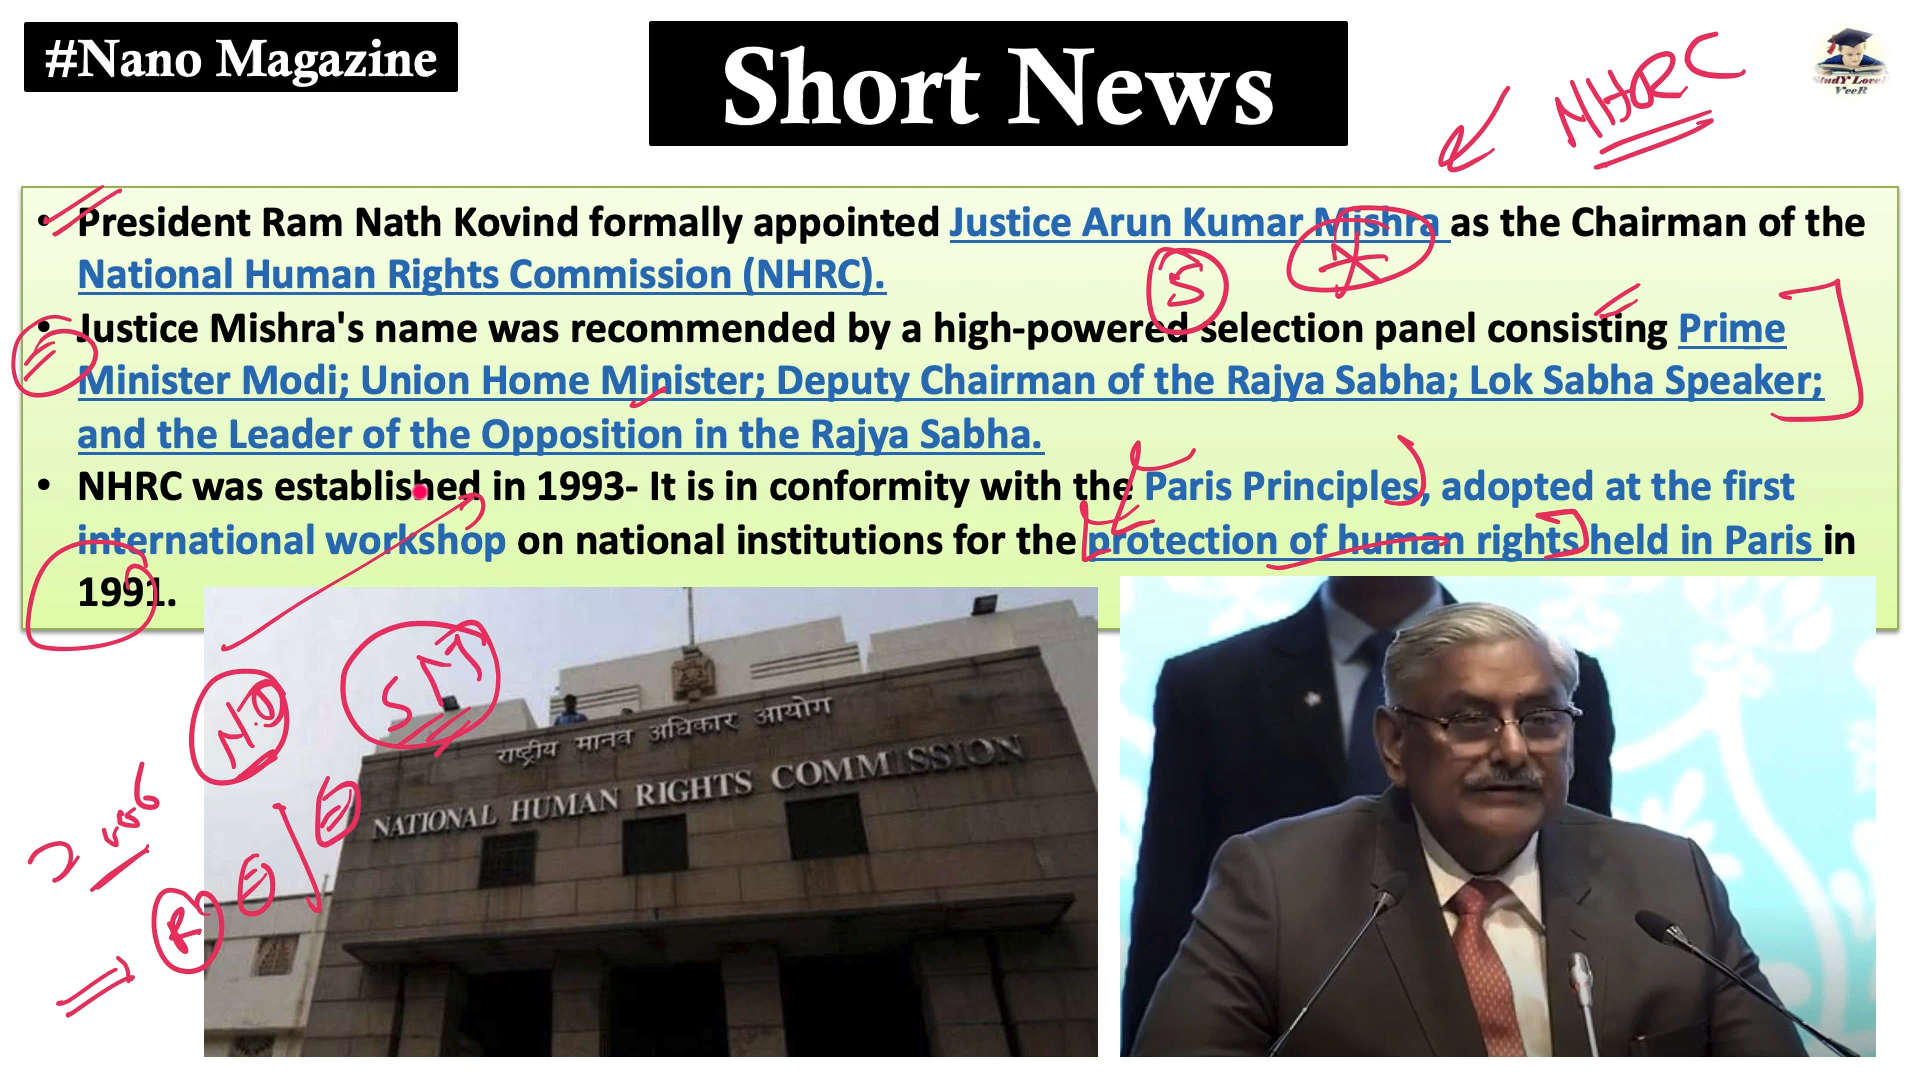 #Nano Magazine
Short News
NHRC
StudY LoveR
VeeR
• President Ram Nath Kovind formally appointed Justice Arun Kumar Mishra as the Chairman of the
National Human Rights Commission (NHRC).
S
• Justice Mishra's name was recommended by a high-powered selection panel consisting Prime
Minister Modi; Union Home Minister; Deputy Chairman of the Rajya Sabha; Lok Sabha Speaker;
and the Leader of the Opposition in the Rajya Sabha.
• NHRC was established in 1993- It is in conformity with the Paris Principles, adopted at the first
international workshop on national institutions for the protection of human rights held in Paris in
1991.
राष्ट्रीय मानव अधिकार आयोग
NATIONAL HUMAN RIGHTS COMMISSION
R